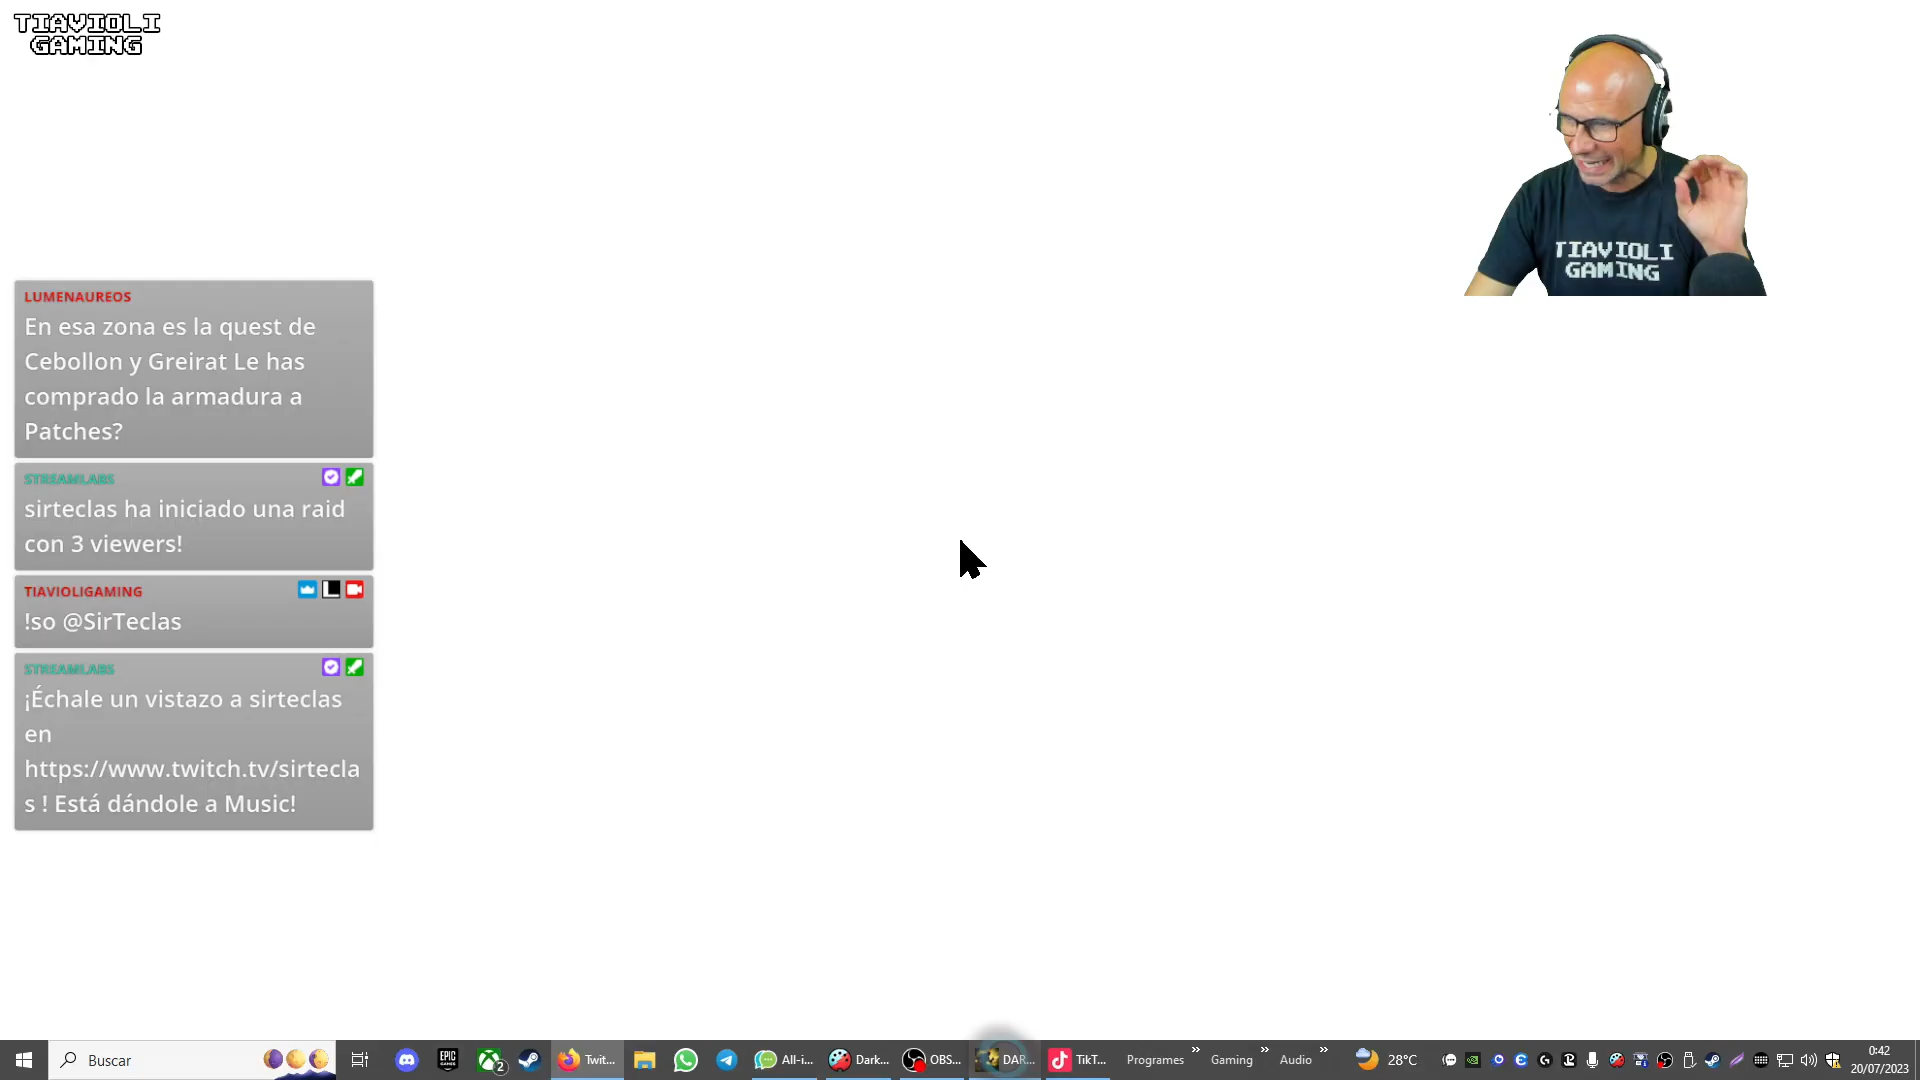 TIAVIOLI
GAMING
TIAVIOLI
GAMING
LUMENAUREOS
En esa zona es la quest de
Cebollon y Greirat Le has
comprado la armadura a
Patches?
STREAMLABS
sirteclas ha iniciado una raid
con 3 viewers!
TIAVIOLIGAMING
!so @SirTeclas
STREAMLABS
¡Échale un vistazo a sirteclas
en
https://www.twitch.tv/sirtecla
s ! Está dándole a Music!
Buscar
EPIC
GAMES
2
Twit...
All-i...
Dark...
OBS...
DAR...
TikT...
Programes
Gaming
Audio
28°C
0:42
20/07/2023